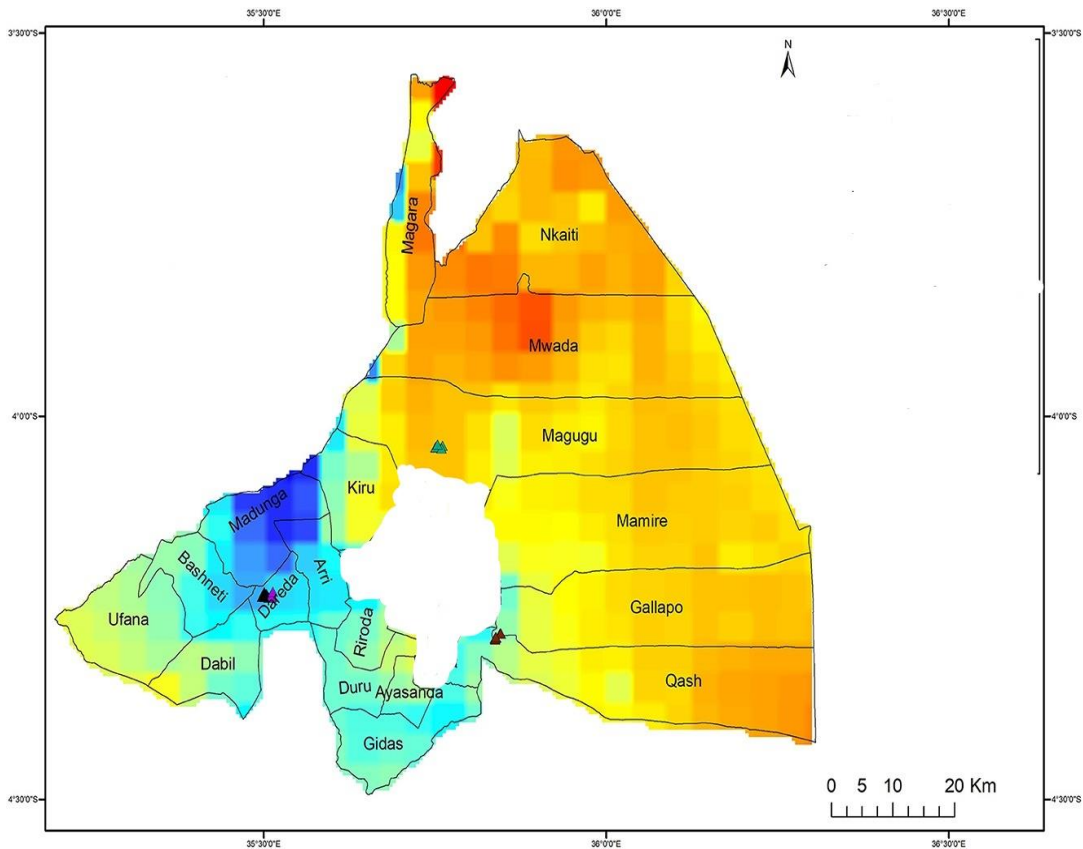 35°30'0"E
36°0'0"E
36°30'0"E
3°30'0"S
3°30'0"S
N
Magara
Nkaiti
Mwada
4°0'0"S
4°0'0"S
Magugu
Kiru
Madunga
Mamire
Bashneti
Arri
Dareda
Ufana
Gallapo
Riroda
Dabil
Qash
Duru
Ayasanda
Gidas
0 5 10 20 Km
4°30'0"S
4°30'0"S
35°30'0"E
36°0'0"E
36°30'0"E